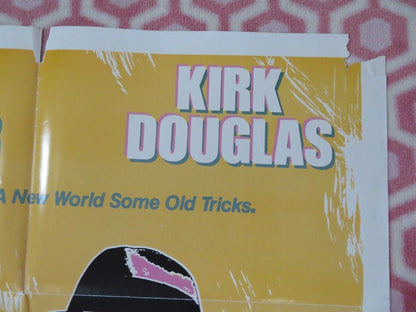 KIRK
DOUGLAS
A New World Some Old Tricks.